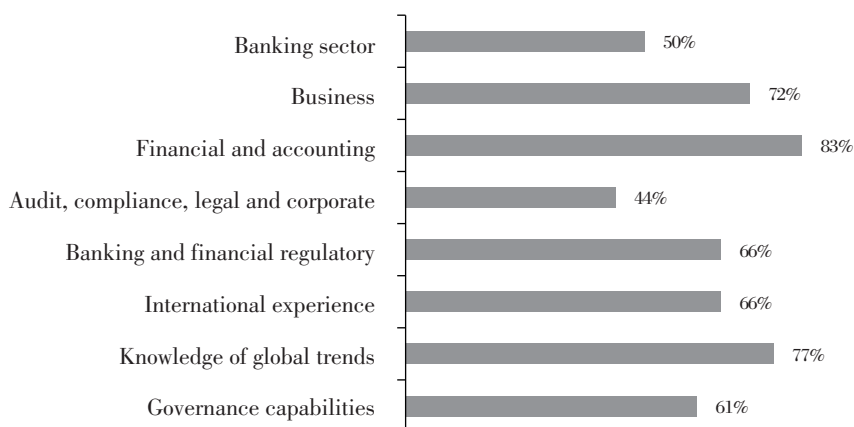 Banking sector 50%
Business 72%
Financial and accounting 83%
Audit, compliance, legal and corporate 44%
Banking and financial regulatory 66%
International experience 66%
Knowledge of global trends 77%
Governance capabilities 61%